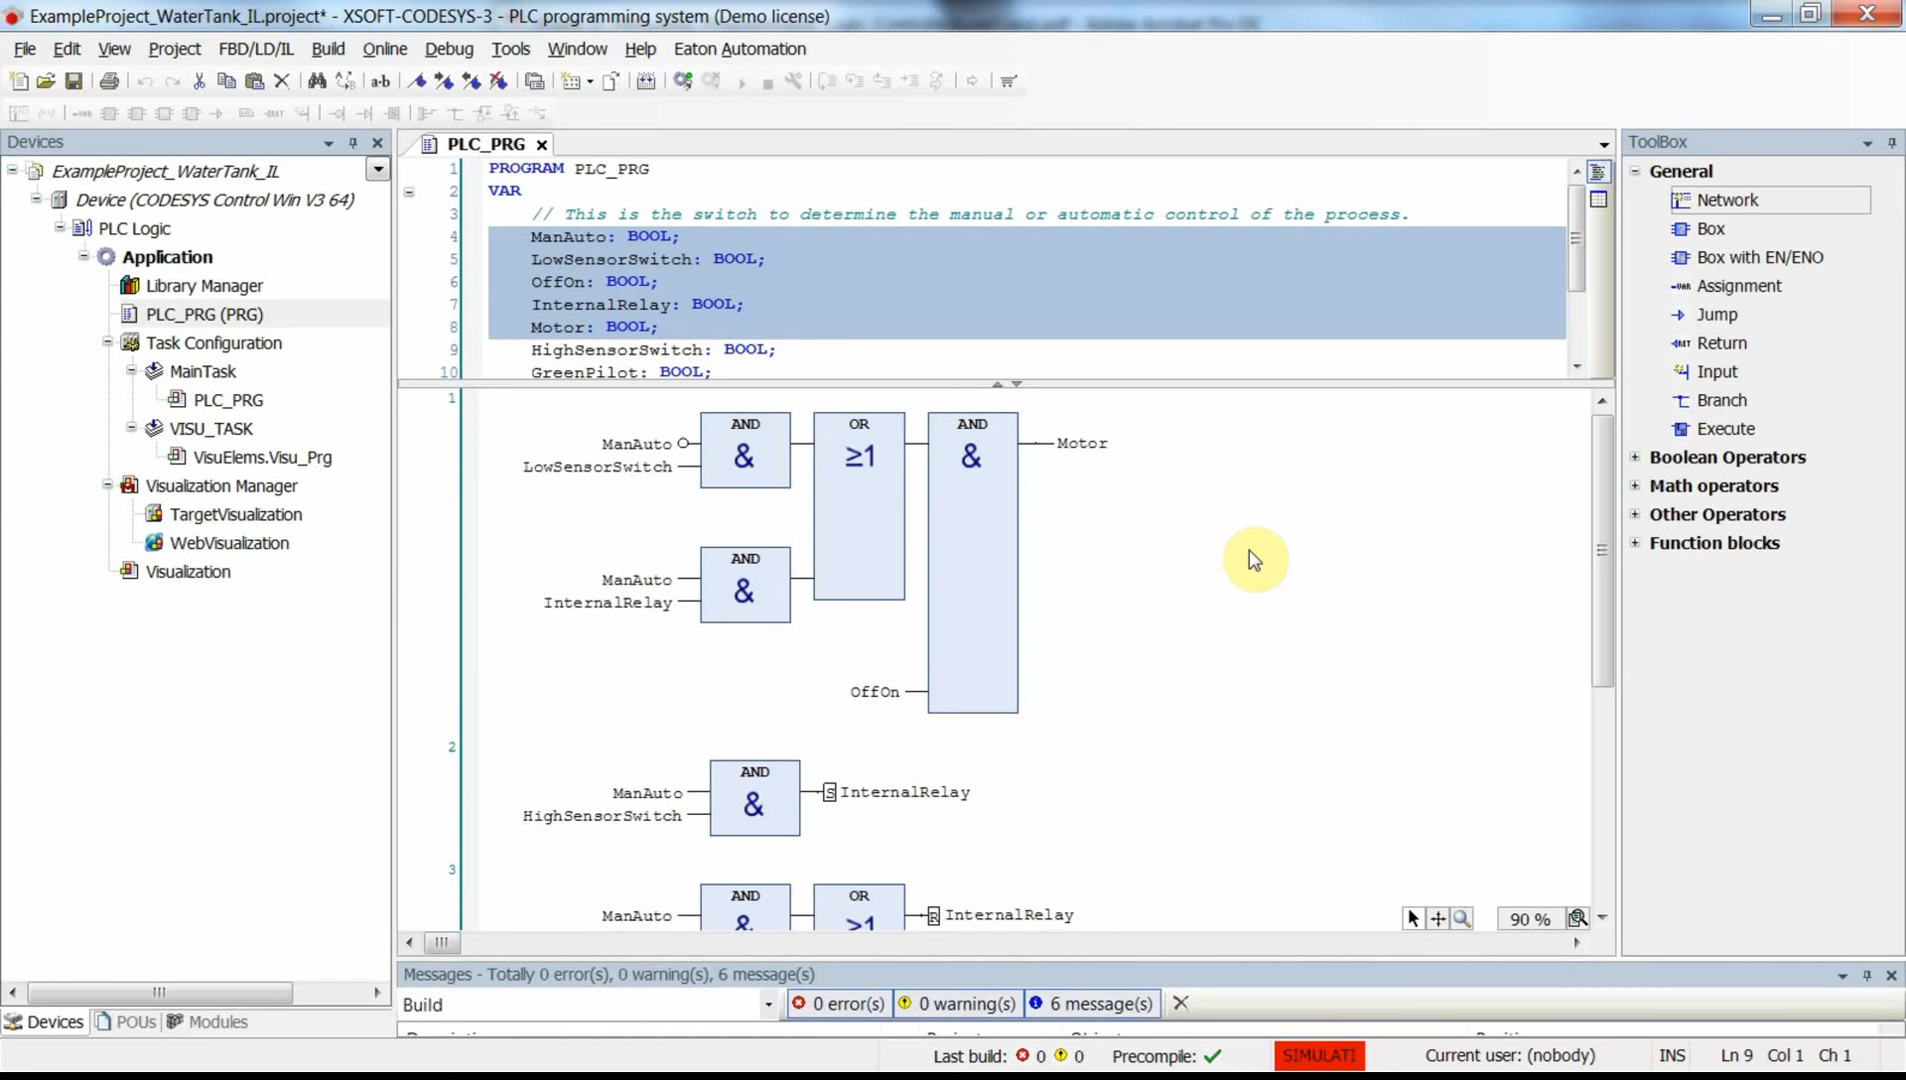 ExampleProject_WaterTank_IL.project* - XSOFT-CODESYS-3 - PLC programming system (Demo license)
File Edit View Project FBD/LD/IL Build Online Debug Tools Window Help Eaton Automation
Devices
ExampleProject_WaterTank_IL
Device (CODESYS Control Win V3 64)
PLC Logic
Application
Library Manager
PLC_PRG (PRG)
Task Configuration
MainTask
PLC_PRG
VISU_TASK
VisuElems.Visu_Prg
Visualization Manager
TargetVisualization
WebVisualization
Visualization
Devices POUs Modules
PLC_PRG
1 PROGRAM PLC_PRG
2 VAR
3 // This is the switch to determine the manual or automatic control of the process.
4 ManAuto: BOOL;
5 LowSensorSwitch: BOOL;
6 OffOn: BOOL;
7 InternalRelay: BOOL;
8 Motor: BOOL;
9 HighSensorSwitch: BOOL;
10 GreenPilot: BOOL;
1
AND OR AND
ManAuto & ≥1 & Motor
LowSensorSwitch
AND
ManAuto &
InternalRelay
OffOn
2
AND
ManAuto & S InternalRelay
HighSensorSwitch
3
AND OR
ManAuto & ≥1 R InternalRelay
90 %
ToolBox
General
Network
Box
Box with EN/ENO
Assignment
Jump
Return
Input
Branch
Execute
Boolean Operators
Math operators
Other Operators
Function blocks
Messages - Totally 0 error(s), 0 warning(s), 6 message(s)
Build 0 error(s) 0 warning(s) 6 message(s)
Last build: 0 0 Precompile: SIMULATI Current user: (nobody) INS Ln 9 Col 1 Ch 1